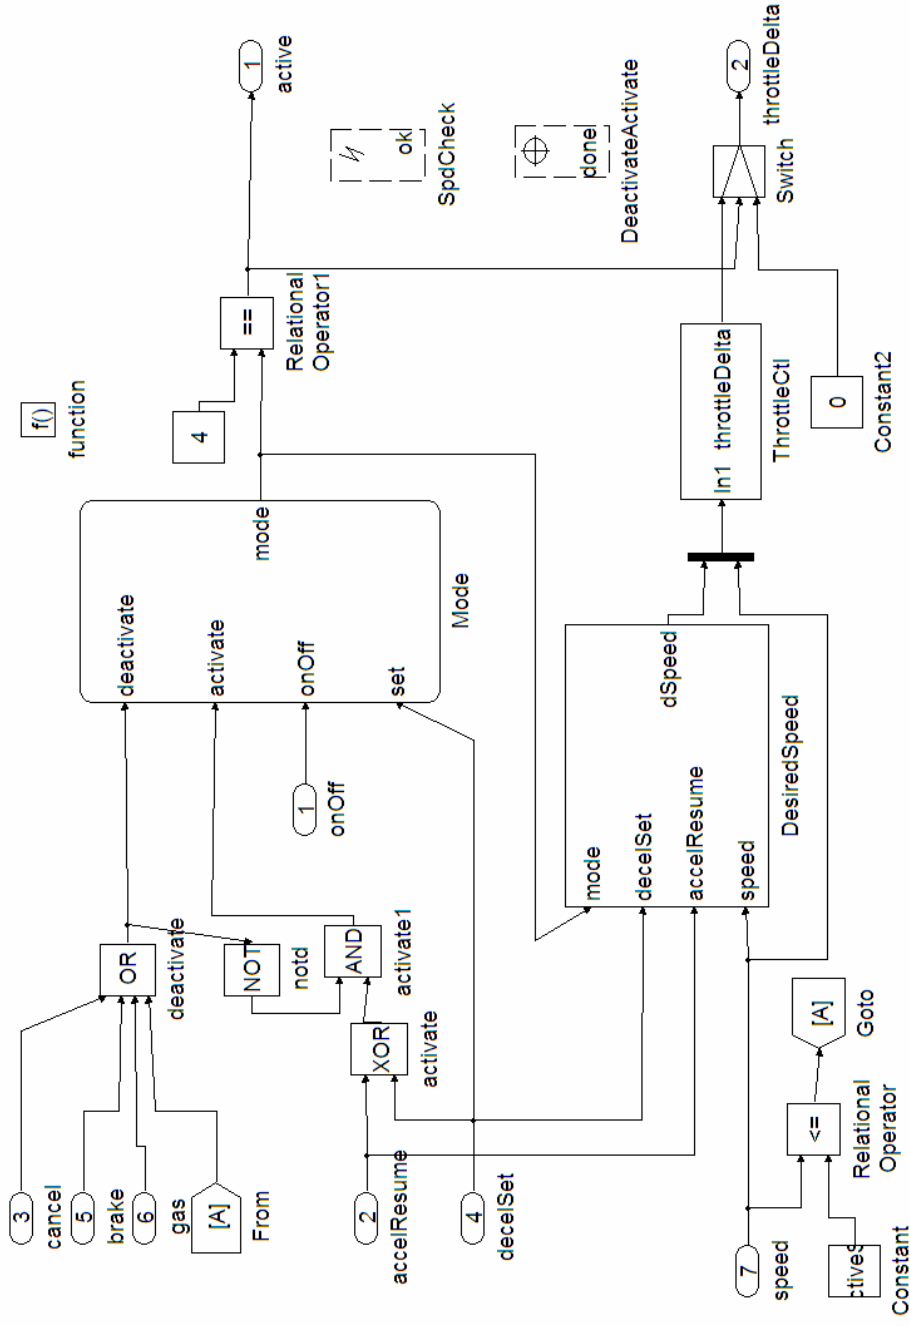 f()
function
3
cancel
5
brake
6
gas
[A]
From
OR
deactivate
NOT
notd
AND
activate1
XOR
activate
2
accelResume
4
decelSet
1
onOff
deactivate
activate
onOff
set
mode
Mode
4
==
Relational
Operator1
1
active
ok
SpdCheck
done
DeactivateActivate
mode
decelSet
accelResume
speed
dSpeed
DesiredSpeed
7
speed
ctiveS
Constant
<=
Relational
Operator
[A]
Goto
In1 throttleDelta
ThrottleCtl
0
Constant2
Switch
2
throttleDelta